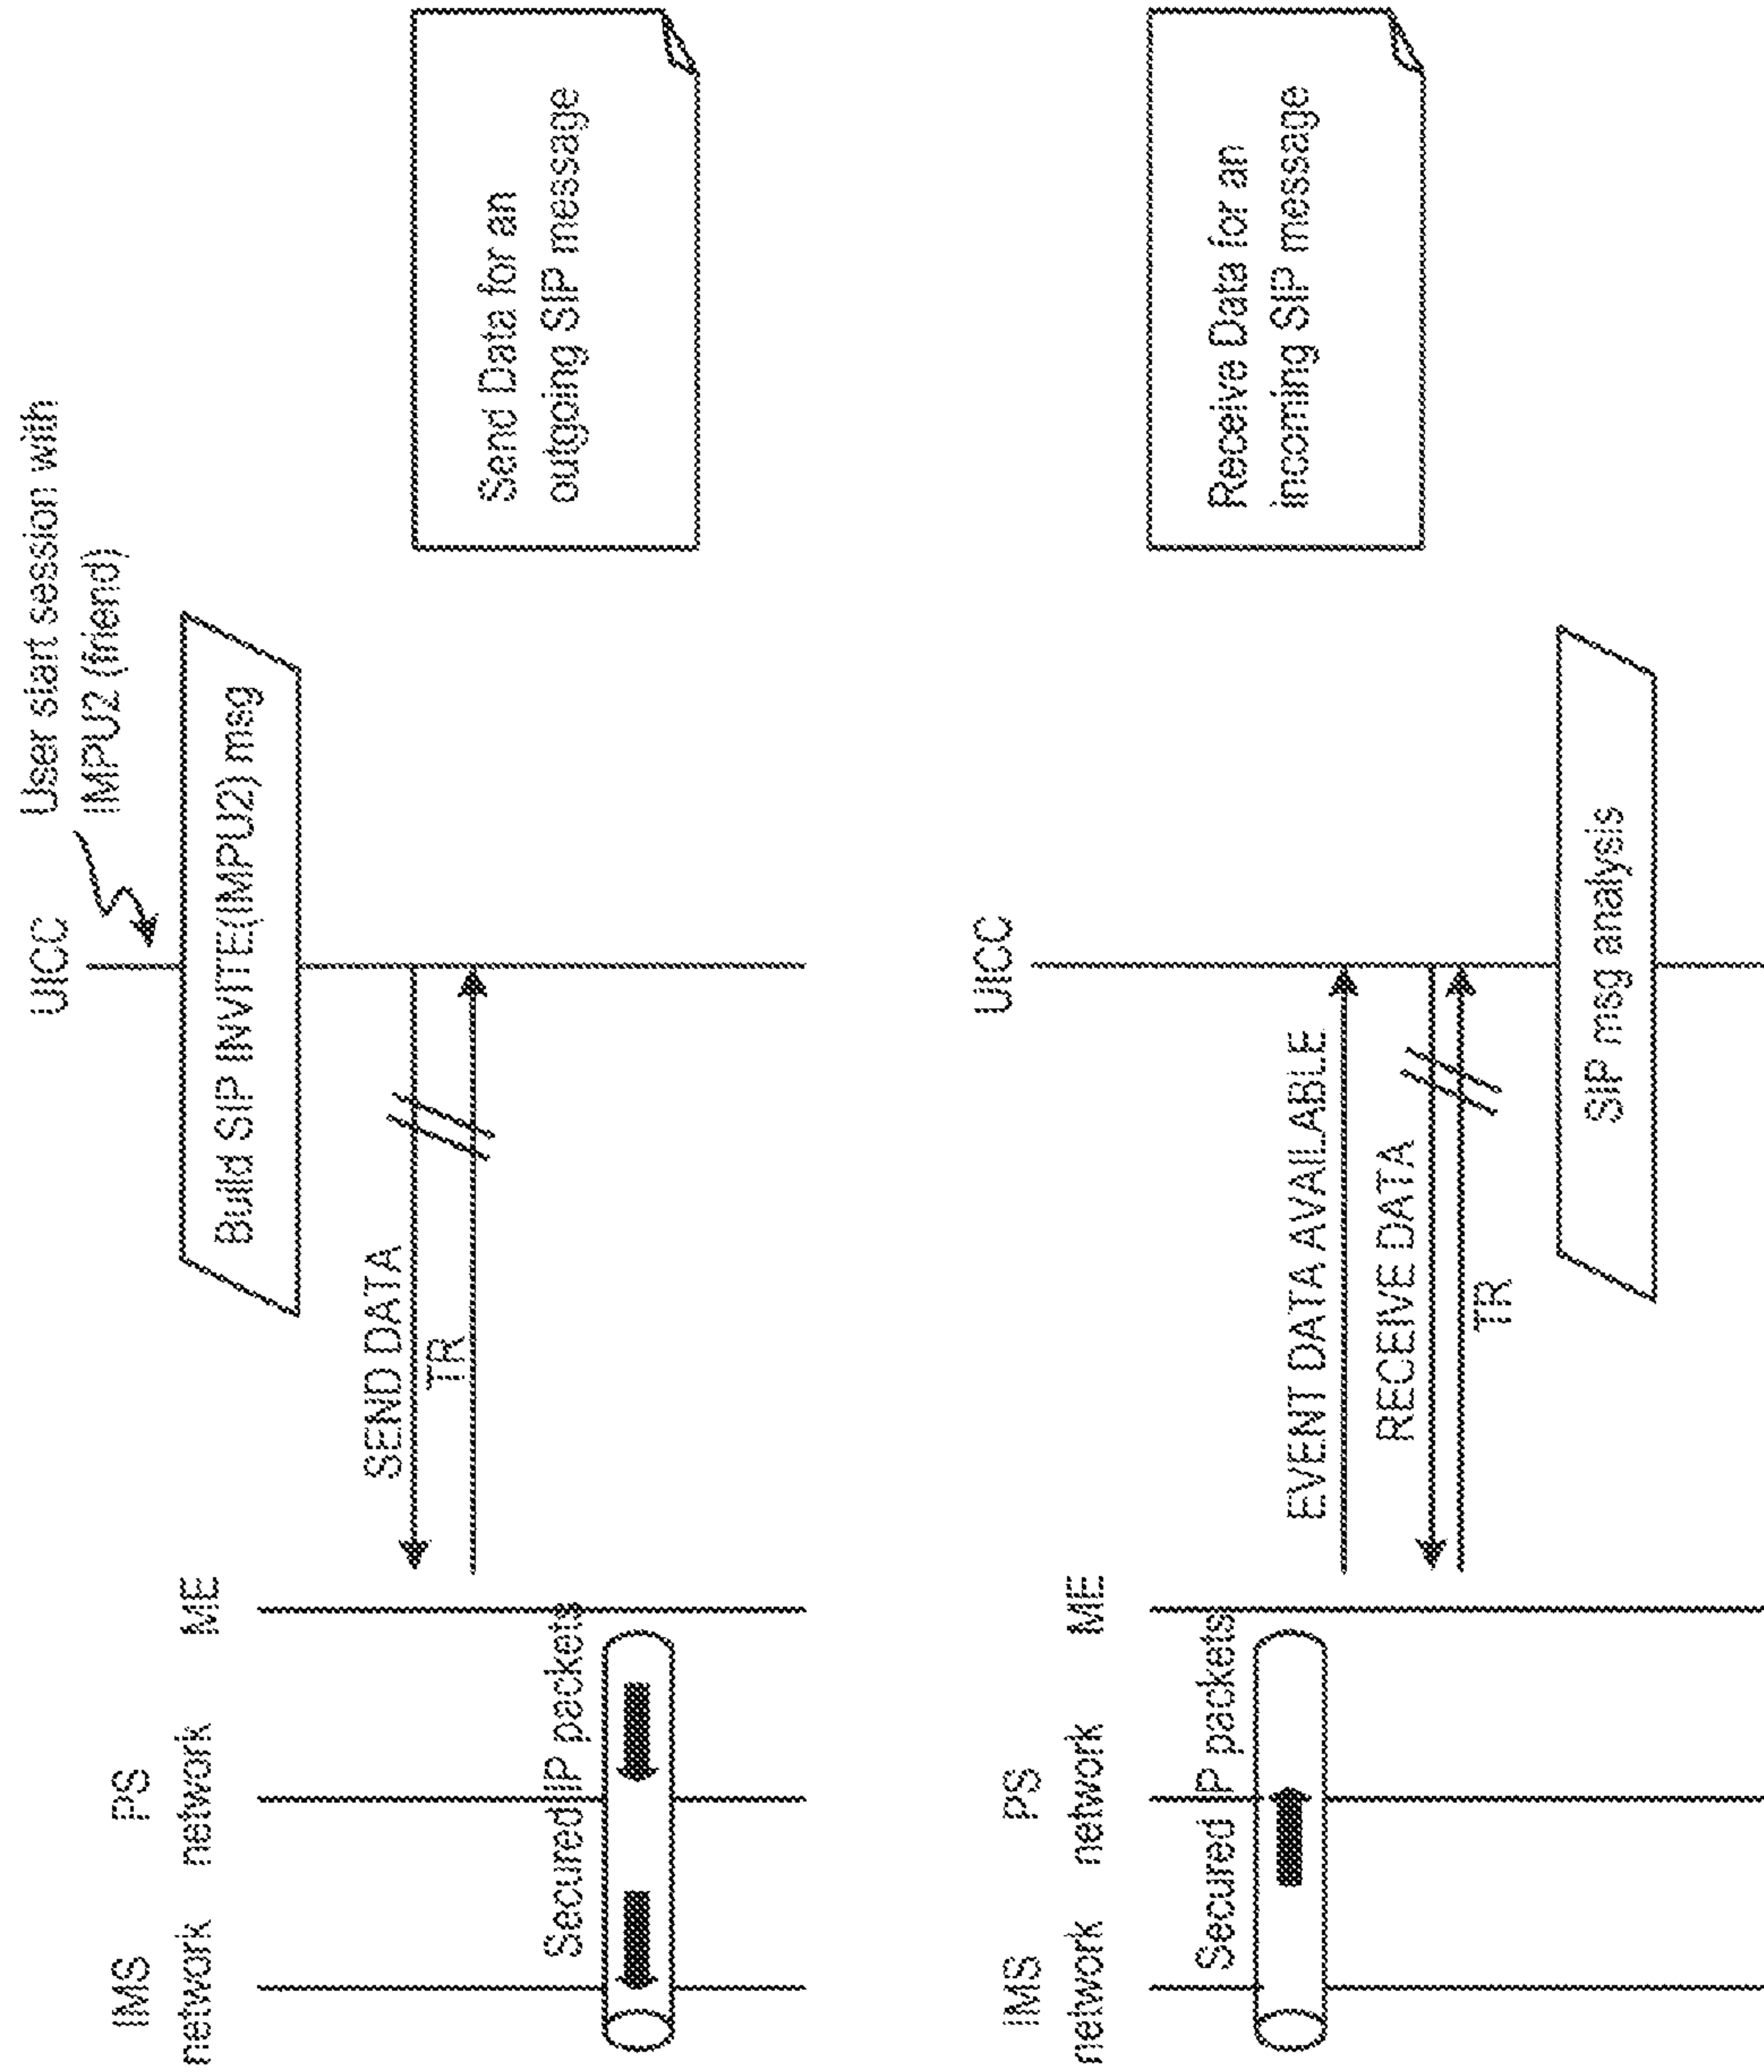 IMS
network
PS
network
ME
UICC
User start session with
IMPU2 (friend)
Build SIP INVITE(IMPU2) msg
SEND DATA
TR
Secured IP packets
Send Data for an
outgoing SIP message
IMS
network
PS
network
ME
UICC
Secured IP packets
EVENT DATA AVAILABLE
RECEIVE DATA
TR
SIP msg analysis
Receive Data for an
incoming SIP message